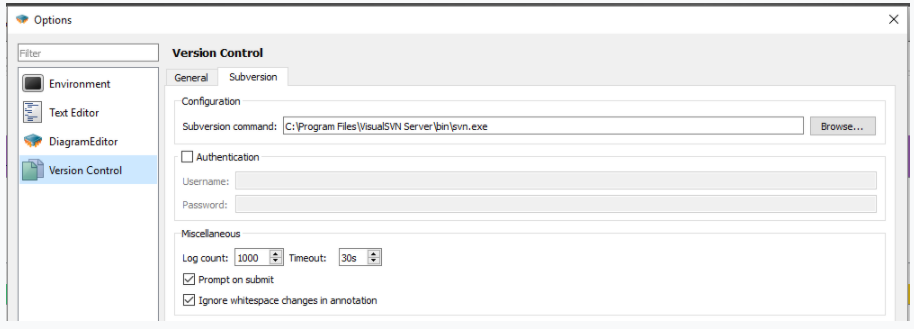 Options
Filter
Environment
Text Editor
DiagramEditor
Version Control
Version Control
General Subversion
Configuration
Subversion command: C:\Program Files\VisualSVN Server\bin\svn.exe Browse...
Authentication
Username:
Password:
Miscellaneous
Log count: 1000 Timeout: 30s
Prompt on submit
Ignore whitespace changes in annotation